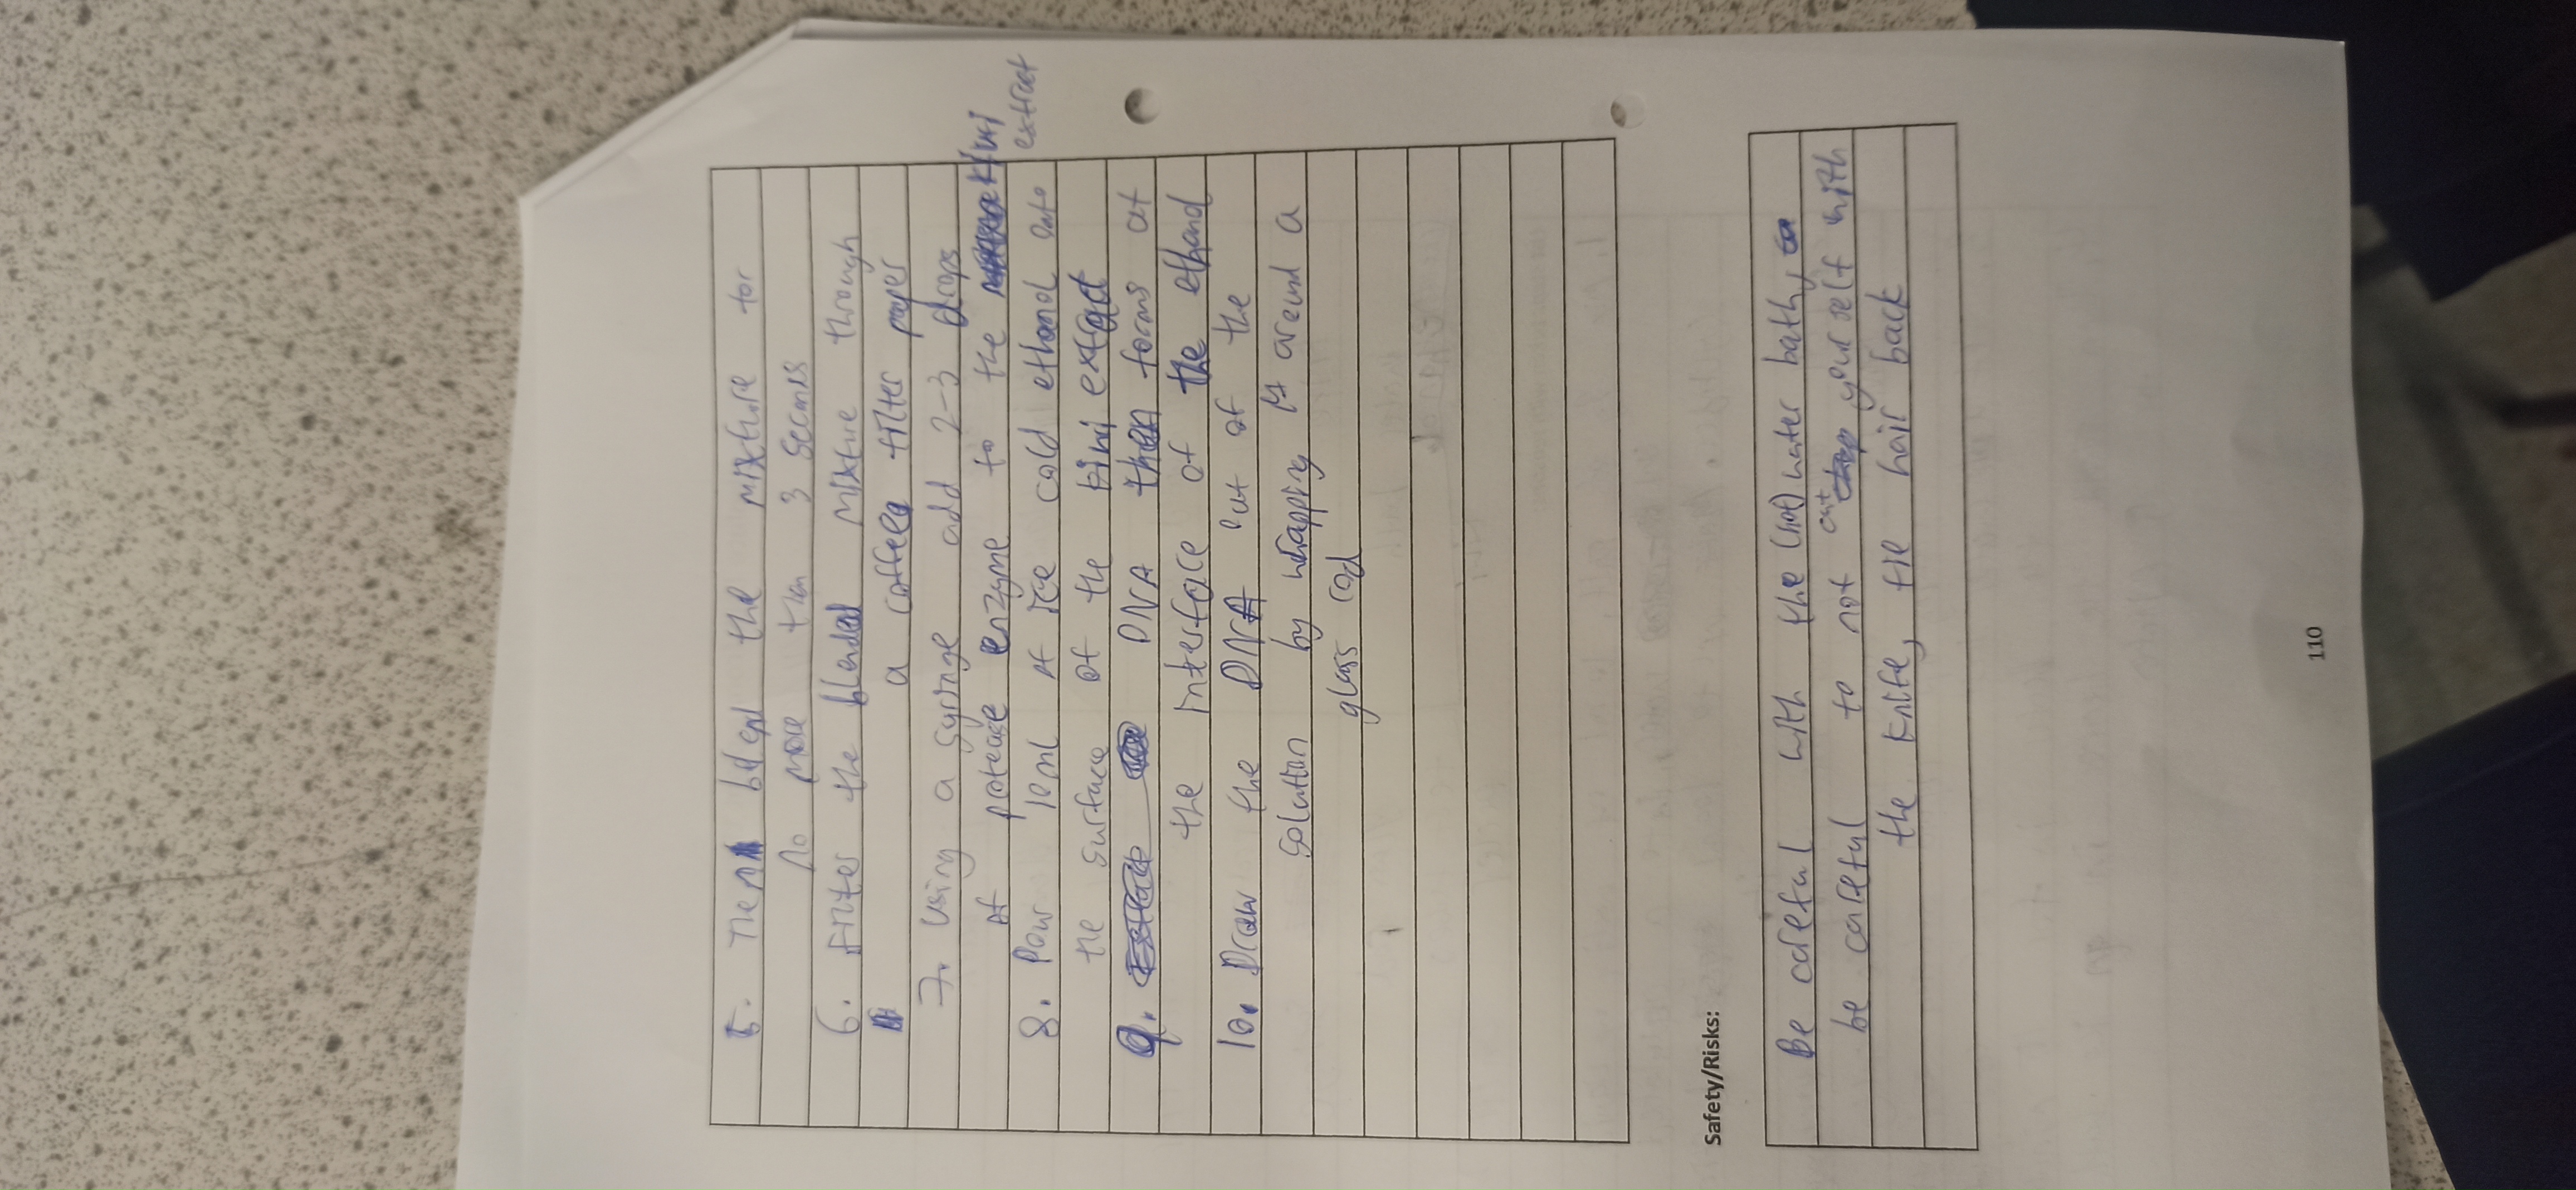 5. Then blend the mixture for
no more than 3 seconds
6. Filter the blended mixture through
a coffee filter paper
7. Using a syringe add 2-3 drops
of potease enzyme to the kiwi
extract
8. Pour 10ml of ice cold ethanol onto
the surface of the kiwi extract
9. DNA then forms at
the interface of the ethanol
10. Draw the DNA out of the
solution by wrapping it around a
glass rod
Safety/Risks:
Be careful with the (hot) water bath,
be careful to not cut yourself with
the knife, tie hair back
110